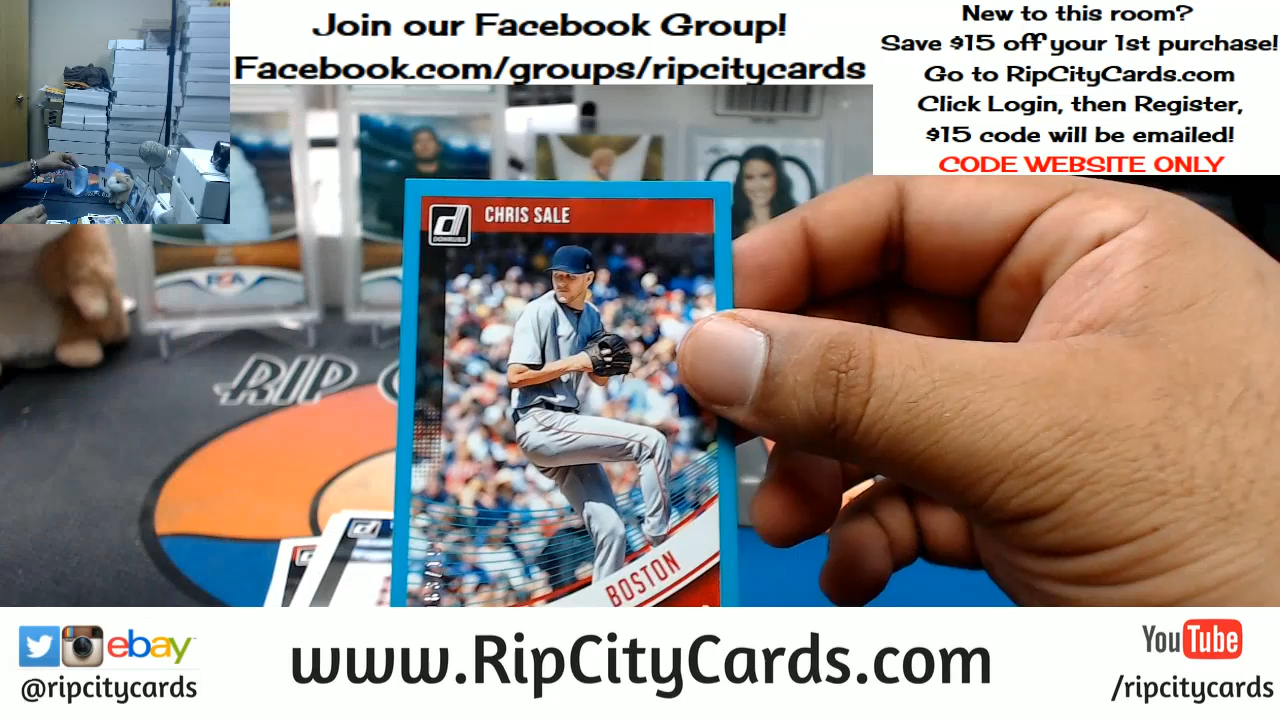 Join our Facebook Group!
Facebook.com/groups/ripcitycards
New to this room?
Save $15 off your 1st purchase!
Go to RipCityCards.com
Click Login, then Register,
$15 code will be emailed!
CODE WEBSITE ONLY
d
DONRUSS
CHRIS SALE
RIP
BOSTON
ebay
@ripcitycards
www.RipCityCards.com
YouTube
/ripcitycards